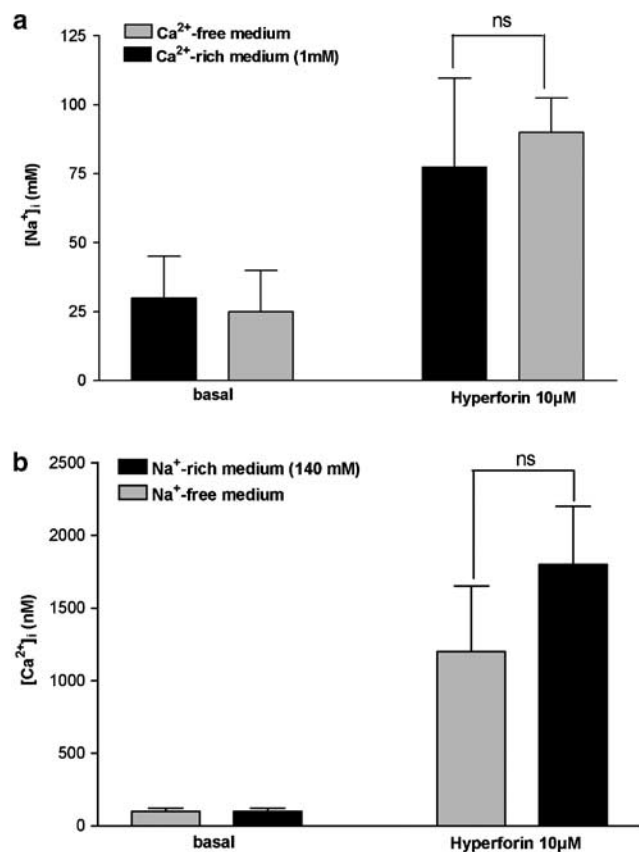 a
ns
Ca²⁺-free medium
Ca²⁺-rich medium (1mM)
125
100
75
50
25
0
[Na⁺]ᵢ (mM)
basal
Hyperforin 10μM
b
ns
Na⁺-rich medium (140 mM)
Na⁺-free medium
2500
2000
1500
1000
500
0
[Ca²⁺]ᵢ (nM)
basal
Hyperforin 10μM